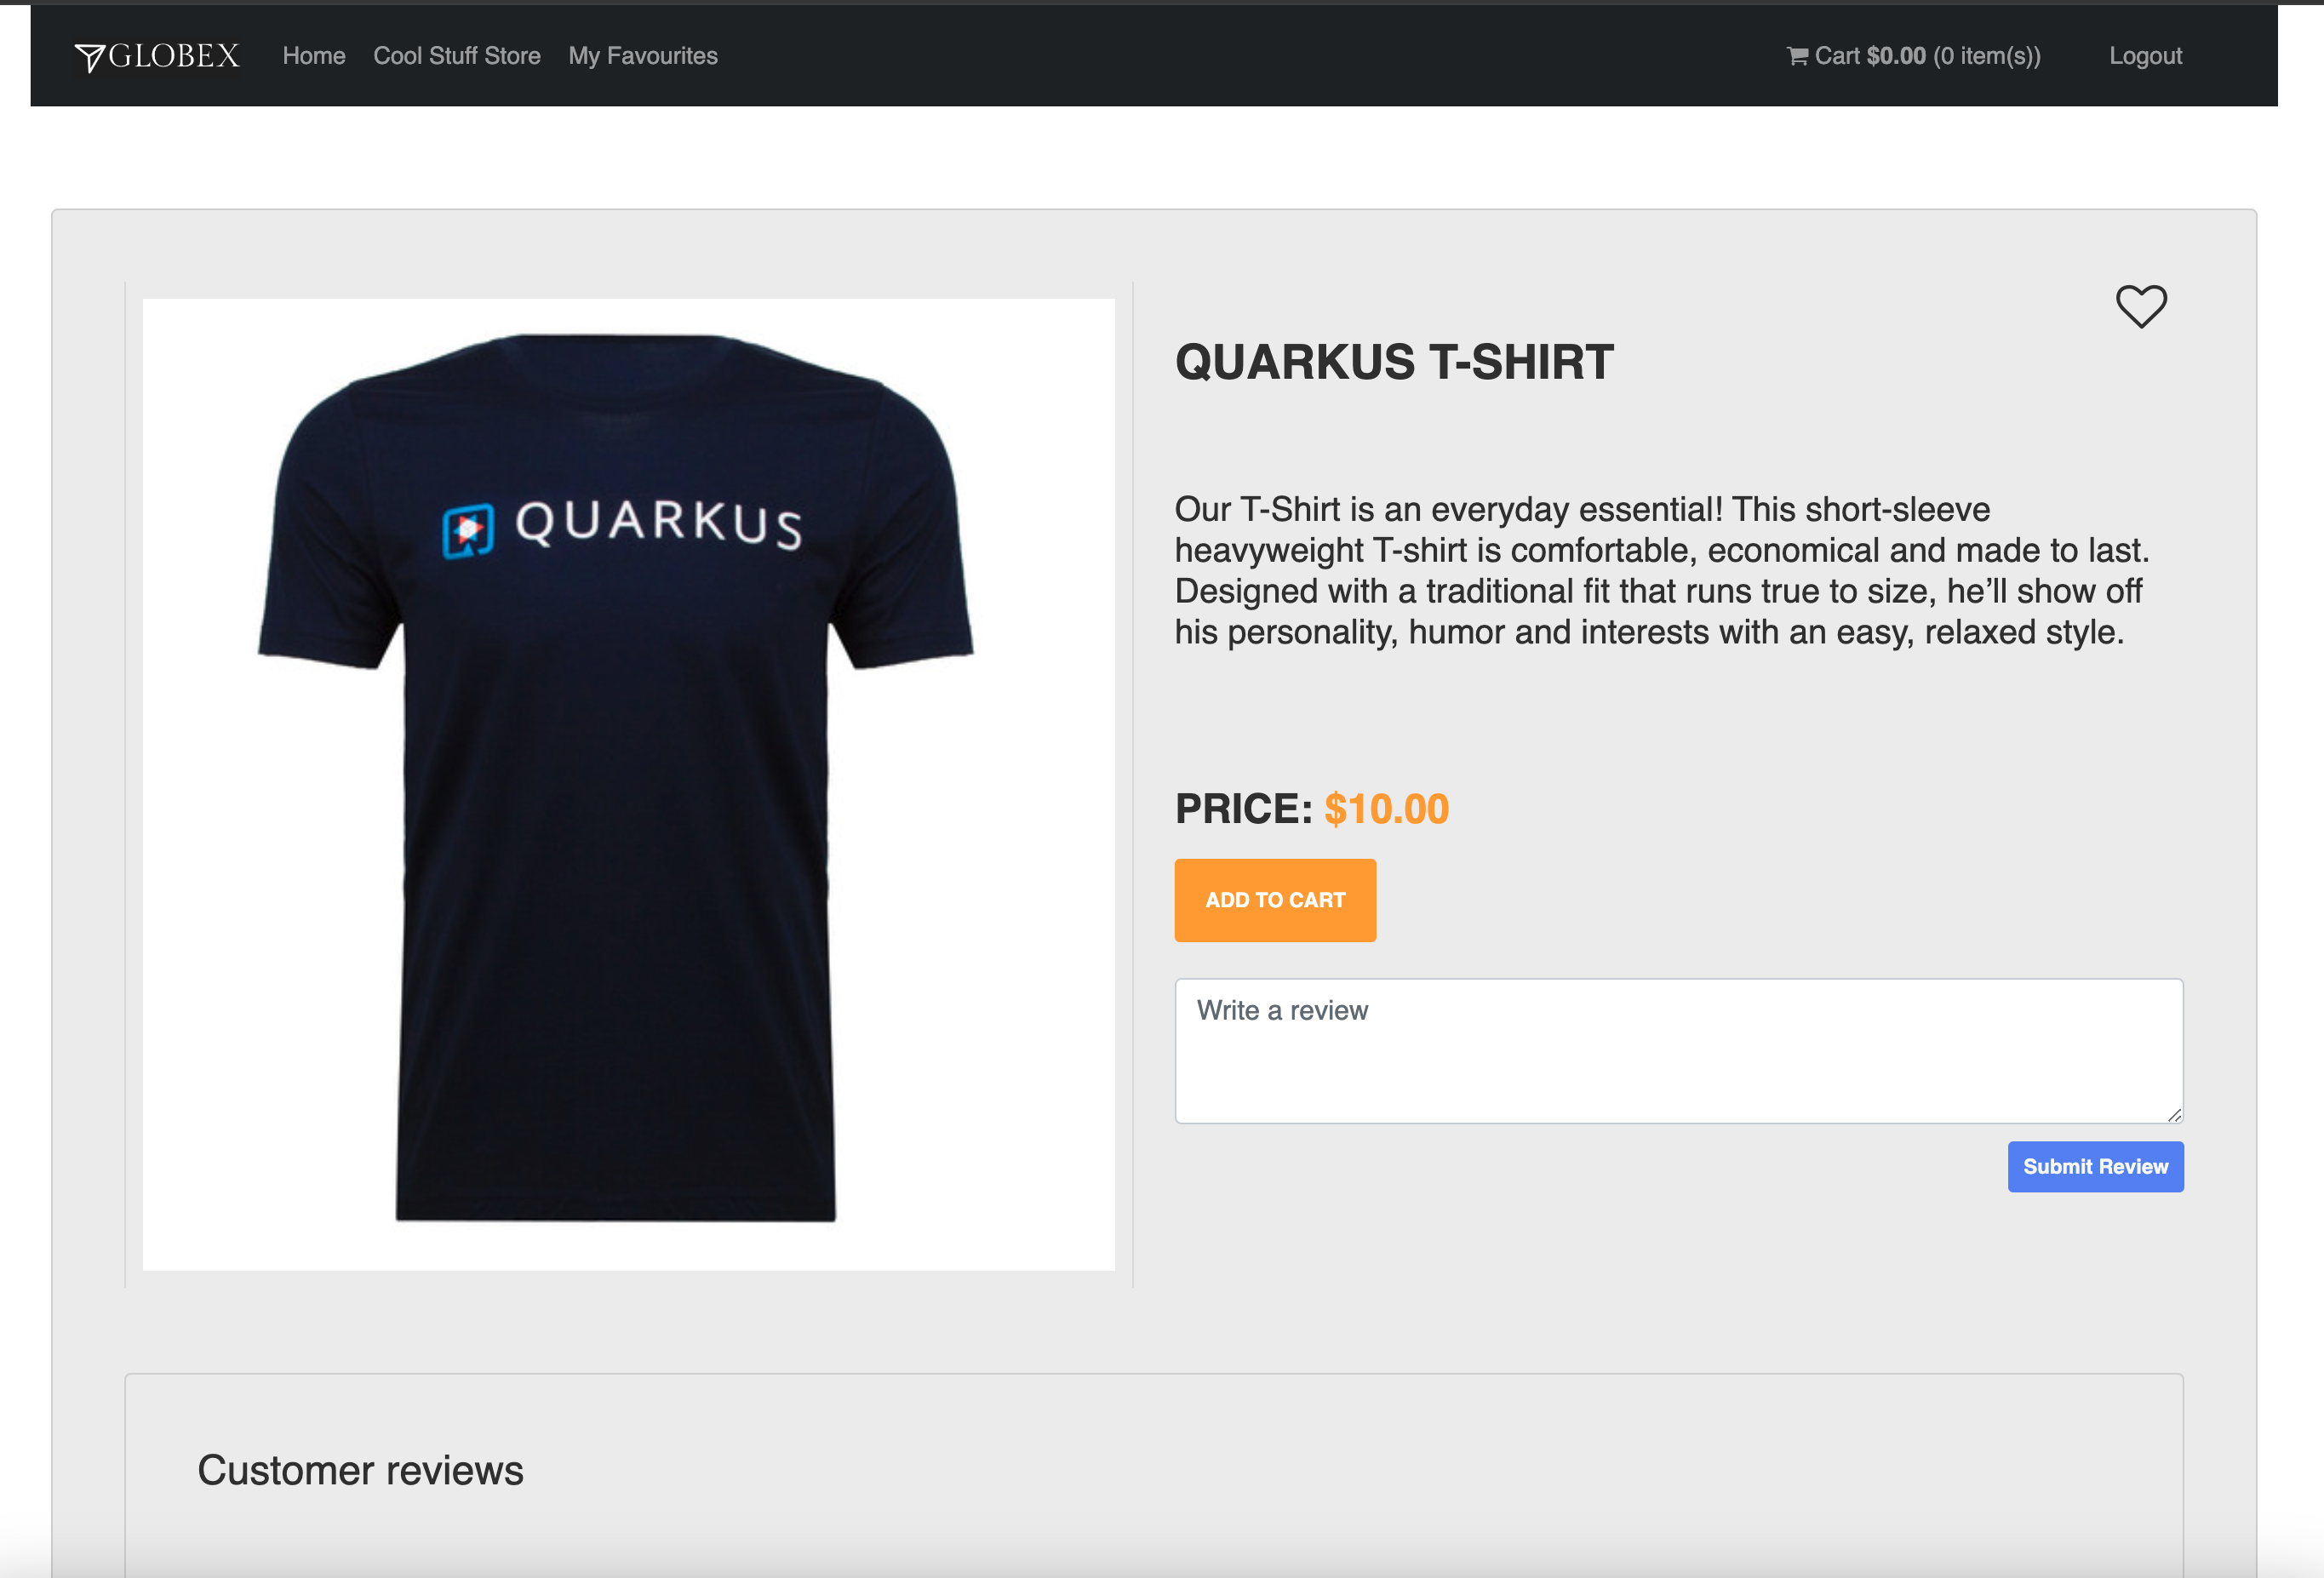 GLOBEX Home Cool Stuff Store My Favourites Cart $0.00 (0 item(s)) Logout
QUARKUS
QUARKUS T-SHIRT
Our T-Shirt is an everyday essential! This short-sleeve
heavyweight T-shirt is comfortable, economical and made to last.
Designed with a traditional fit that runs true to size, he’ll show off
his personality, humor and interests with an easy, relaxed style.
PRICE: $10.00
ADD TO CART
Write a review
Submit Review
Customer reviews